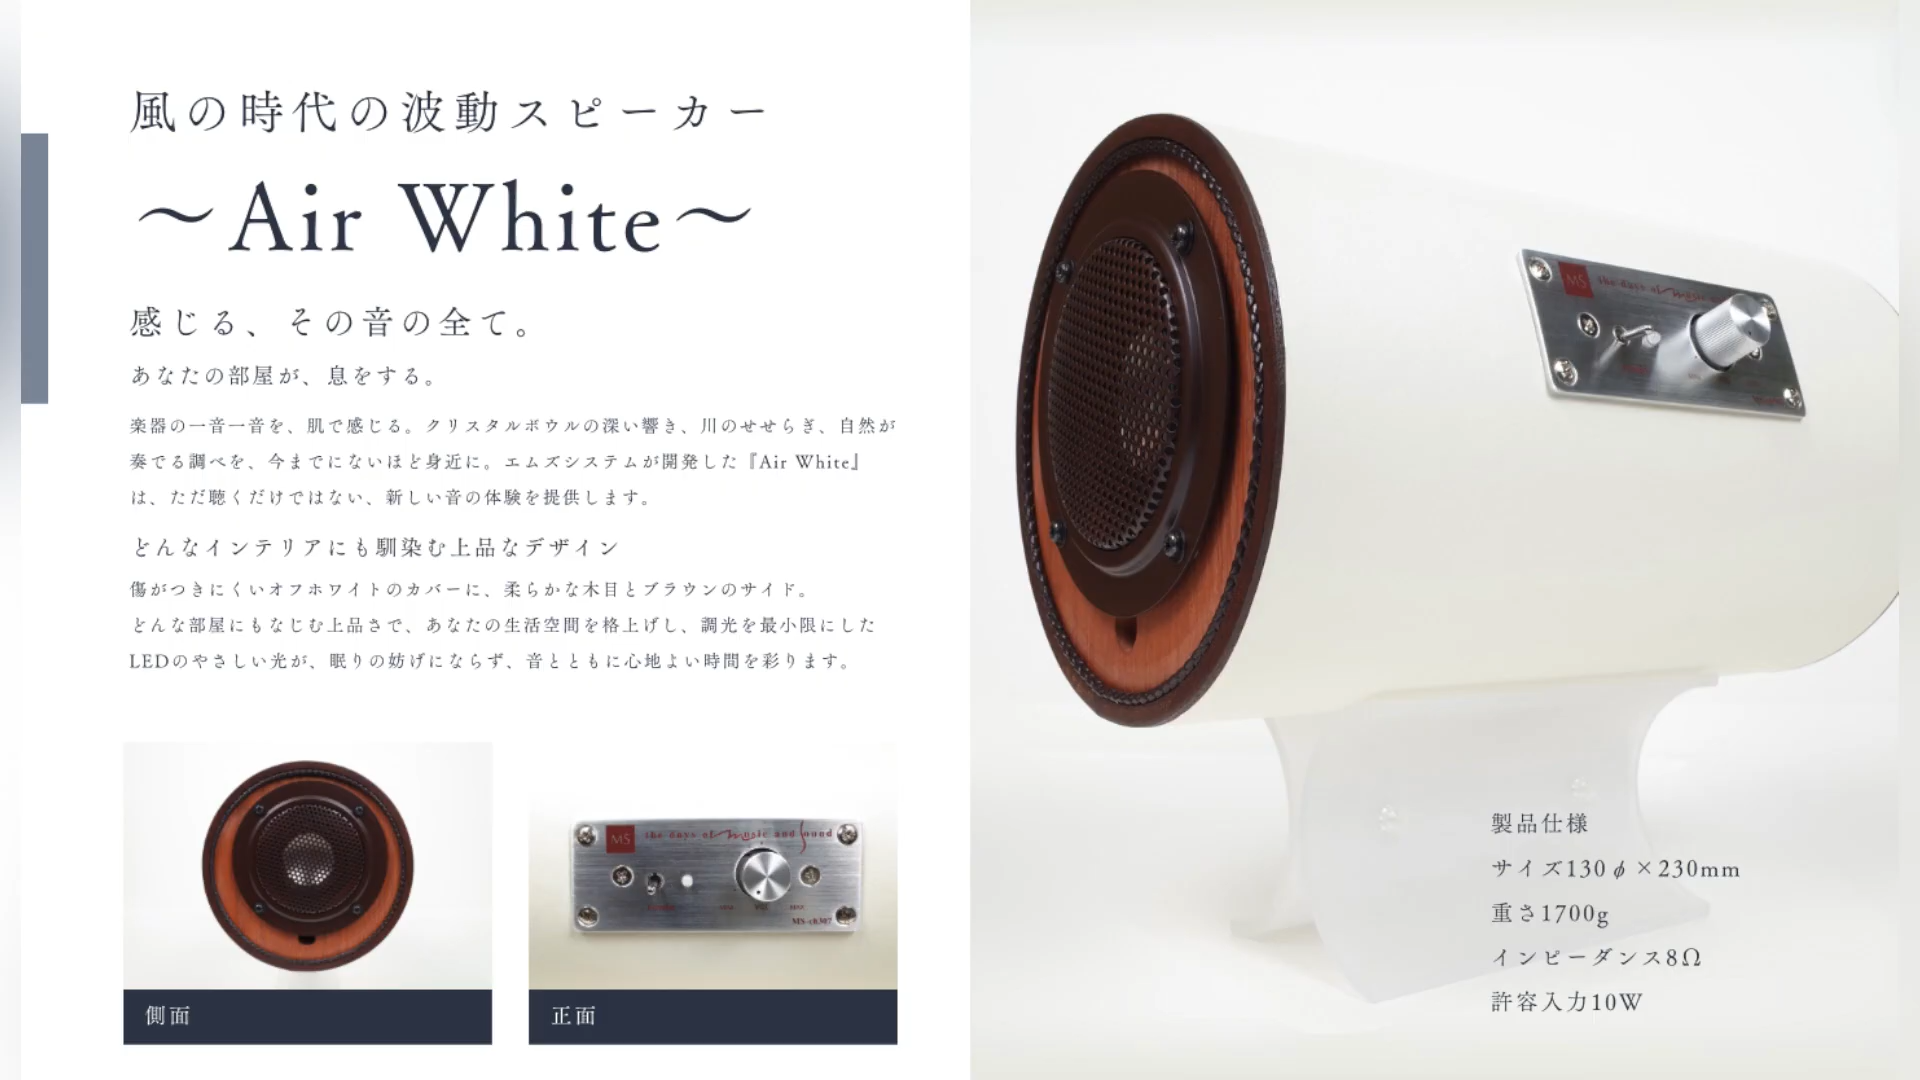 風の時代の波動スピーカー
〜Air White〜
感じる、その音の全て。
あなたの部屋が、息をする。
楽器の一音一音を、肌で感じる。クリスタルボウルの深い響き、川のせせらぎ、自然が
奏でる調べを、今までにないほど身近に。エムズシステムが開発した『Air White』
は、ただ聴くだけではない、新しい音の体験を提供します。
どんなインテリアにも馴染む上品なデザイン
傷がつきにくいオフホワイトのカバーに、柔らかな木目とブラウンのサイド。
どんな部屋にもなじむ上品さで、あなたの生活空間を格上げし、調光を最小限にした
LEDのやさしい光が、眠りの妨げにならず、音とともに心地よい時間を彩ります。
側面
MS the days of music and sound
VOL MAX
正面
MS the days of music
製品仕様
サイズ130φ×230mm
重さ1700g
インピーダンス8Ω
許容入力10W